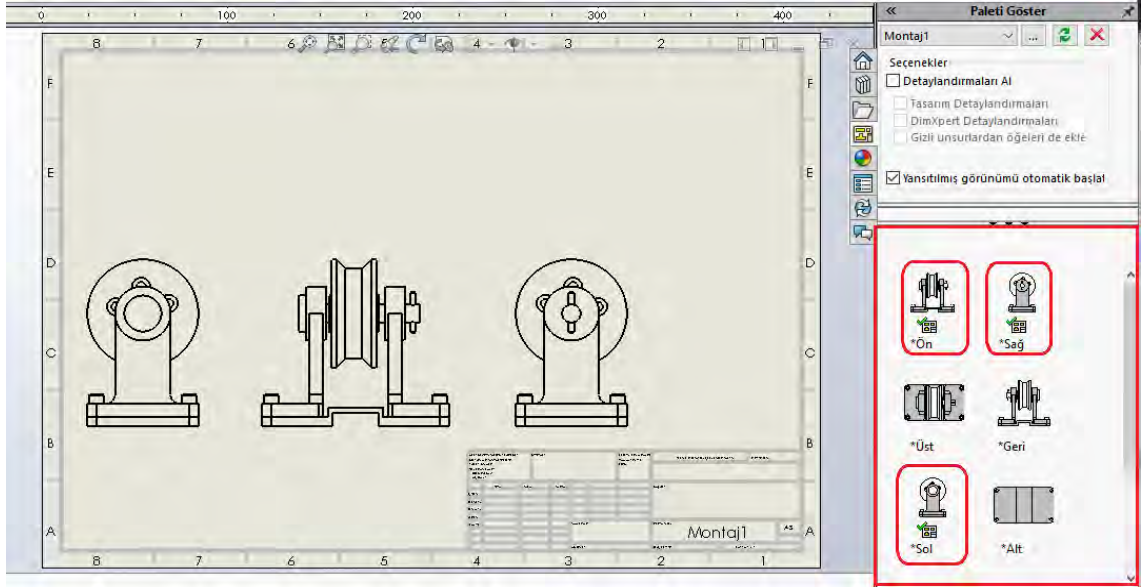 0 100 200 300 400
8 7 6 5 4 3 2 1
F F
E E
D D
C C
B B
A A
Montaj1
8 7 6 5 4 3 2 1
Paleti Göster
Montaj1
...
Seçenekler
Detaylandırmaları Al
Tasarım Detaylandırmaları
DimXpert Detaylandırmaları
Gizli unsurlardan öğeleri de ekle
Yansıtılmış görünümü otomatik başlat
*Ön *Sağ
*Üst *Geri
*Sol *Alt